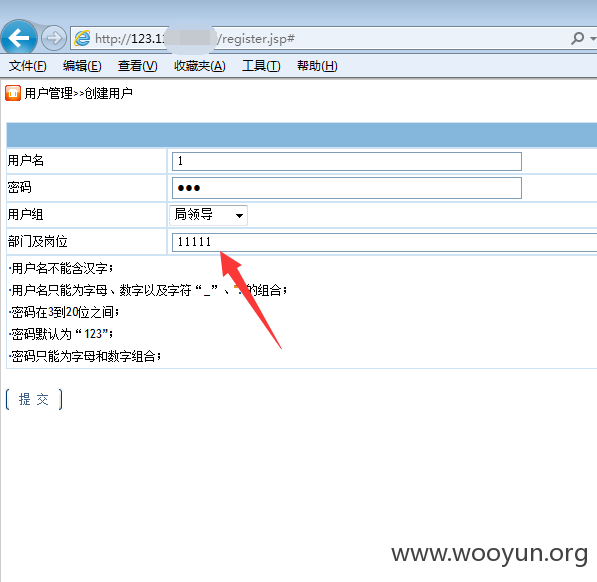 http://123.1 /register.jsp#
文件(F) 编辑(E) 查看(V) 收藏夹(A) 工具(T) 帮助(H)
用户管理>>创建用户
用户名 1
密码 ●●●
用户组 局领导
部门及岗位 11111
·用户名不能含汉字;
·用户名只能为字母、数字以及字符“_”、 的组合;
·密码在3到20位之间;
·密码默认为“123”;
·密码只能为字母和数字组合;
提 交
www.wooyun.org